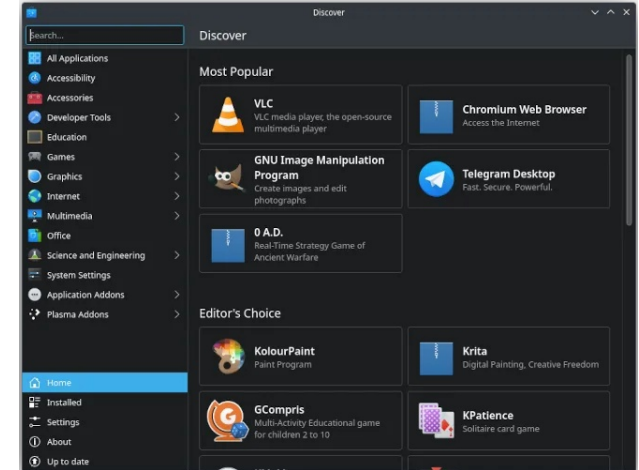 Discover
Search...
Discover
All Applications
Accessibility
Accessories
Developer Tools
Education
Games
Graphics
Internet
Multimedia
Office
Science and Engineering
System Settings
Application Addons
Plasma Addons
Home
Installed
Settings
About
Up to date
Most Popular
VLC
VLC media player, the open-source
multimedia player
Chromium Web Browser
Access the Internet
GNU Image Manipulation
Program
Create images and edit
photographs
Telegram Desktop
Fast. Secure. Powerful.
0 A.D.
Real-Time Strategy Game of
Ancient Warfare
Editor's Choice
KolourPaint
Paint Program
Krita
Digital Painting, Creative Freedom
GCompris
Multi-Activity Educational game
for children 2 to 10
KPatience
Solitaire card game